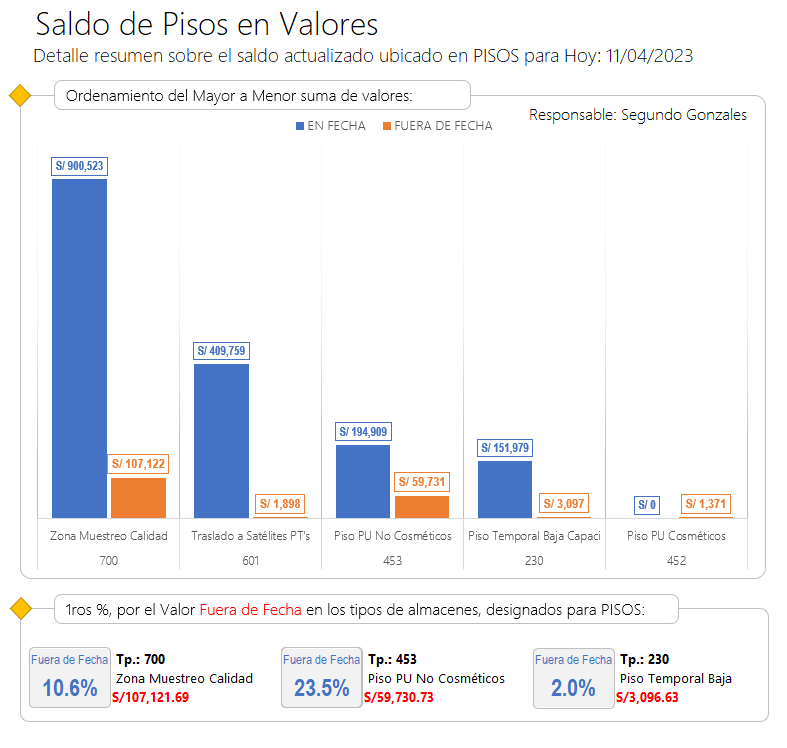 Saldo de Pisos en Valores
Detalle resumen sobre el saldo actualizado ubicado en PISOS para Hoy: 11/04/2023
Ordenamiento del Mayor a Menor suma de valores:
Responsable: Segundo Gonzales
EN FECHA FUERA DE FECHA
S/ 900,523
S/ 409,759
S/ 194,909
S/ 151,979
S/ 107,122
S/ 59,731
S/ 1,898
S/ 3,097
S/ 0
S/ 1,371
Zona Muestreo Calidad Traslado a Satélites PT's Piso PU No Cosméticos Piso Temporal Baja Capaci Piso PU Cosméticos
700 601 453 230 452
1ros %, por el Valor Fuera de Fecha en los tipos de almacenes, designados para PISOS:
Fuera de Fecha
10.6%
Tp.: 700
Zona Muestreo Calidad
S/107,121.69
Fuera de Fecha
23.5%
Tp.: 453
Piso PU No Cosméticos
S/59,730.73
Fuera de Fecha
2.0%
Tp.: 230
Piso Temporal Baja
S/3,096.63